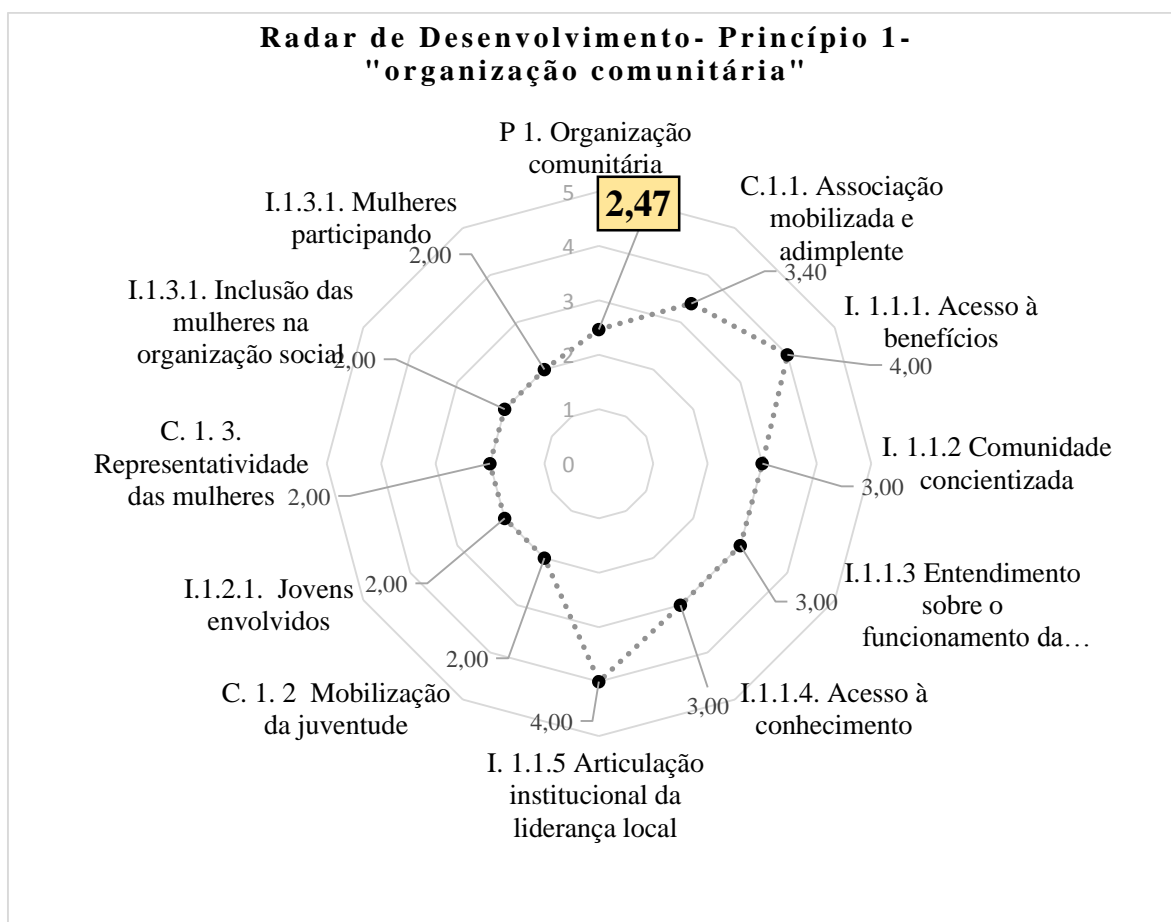 Radar de Desenvolvimento- Princípio 1-
"organização comunitária"
P 1. Organização
comunitária
2,47
C.1.1. Associação
mobilizada e
adimplente
3,40
I. 1.1.1. Acesso à
benefícios
4,00
I. 1.1.2 Comunidade
concientizada
3,00
I.1.1.3 Entendimento
sobre o
funcionamento da…
3,00
I.1.1.4. Acesso à
conhecimento
3,00
I. 1.1.5 Articulação
institucional da
liderança local
4,00
C. 1. 2  Mobilização
da juventude
2,00
I.1.2.1.  Jovens
envolvidos
2,00
C. 1. 3.
Representatividade
das mulheres
2,00
I.1.3.1. Inclusão das
mulheres na
organização social
2,00
I.1.3.1. Mulheres
participando
2,00
5
4
3
2
1
0